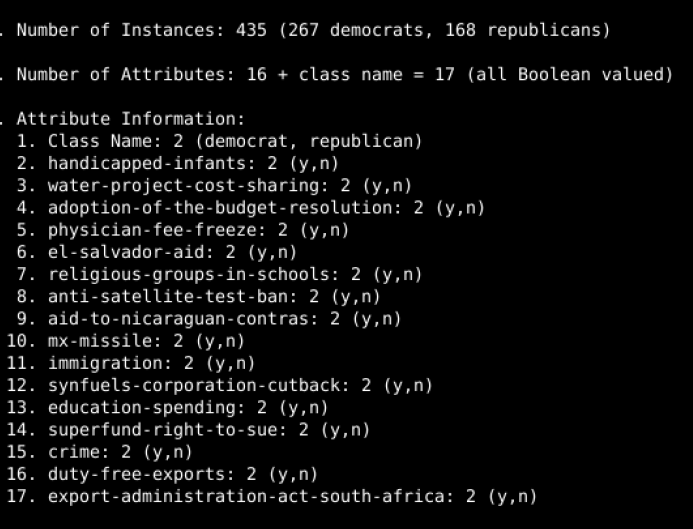 . Number of Instances: 435 (267 democrats, 168 republicans)
. Number of Attributes: 16 + class name = 17 (all Boolean valued)
. Attribute Information:
1. Class Name: 2 (democrat, republican)
2. handicapped-infants: 2 (y,n)
3. water-project-cost-sharing: 2 (y,n)
4. adoption-of-the-budget-resolution: 2 (y,n)
5. physician-fee-freeze: 2 (y,n)
6. el-salvador-aid: 2 (y,n)
7. religious-groups-in-schools: 2 (y,n)
8. anti-satellite-test-ban: 2 (y,n)
9. aid-to-nicaraguan-contras: 2 (y,n)
10. mx-missile: 2 (y,n)
11. immigration: 2 (y,n)
12. synfuels-corporation-cutback: 2 (y,n)
13. education-spending: 2 (y,n)
14. superfund-right-to-sue: 2 (y,n)
15. crime: 2 (y,n)
16. duty-free-exports: 2 (y,n)
17. export-administration-act-south-africa: 2 (y,n)